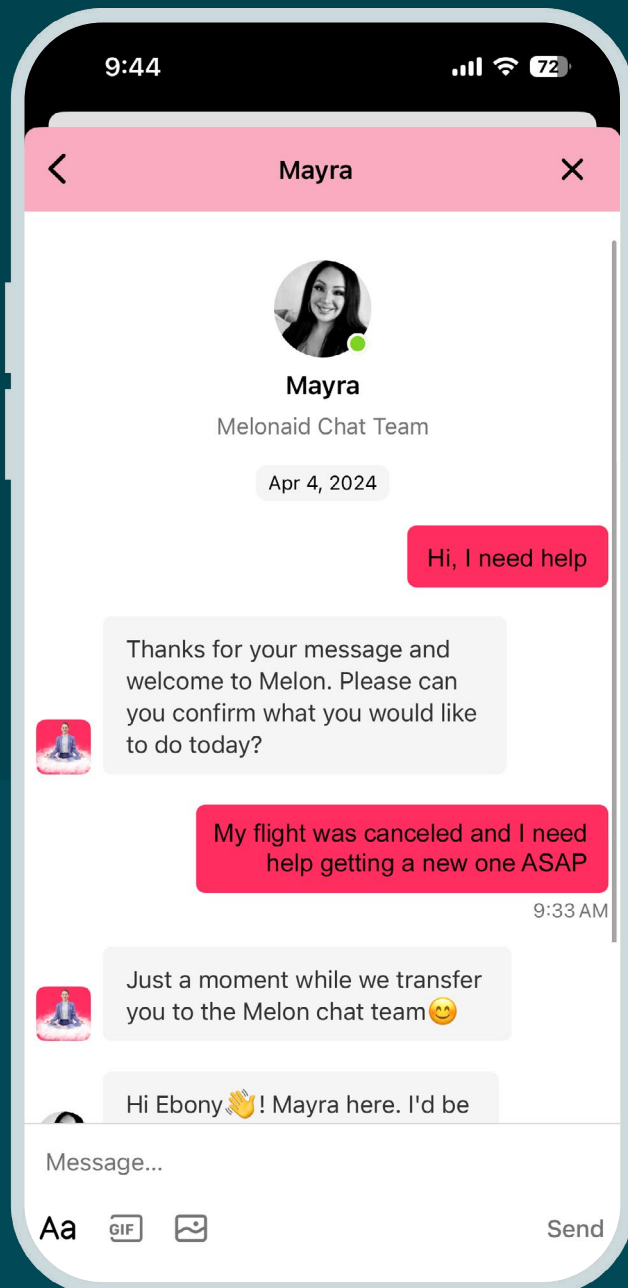 9:44
72
Mayra
Mayra
Melonaid Chat Team
Apr 4, 2024
Hi, I need help
Thanks for your message and
welcome to Melon. Please can
you confirm what you would like
to do today?
My flight was canceled and I need
help getting a new one ASAP
9:33 AM
Just a moment while we transfer
you to the Melon chat team😊
Hi Ebony👋! Mayra here. I'd be
Message...
Aa GIF Send